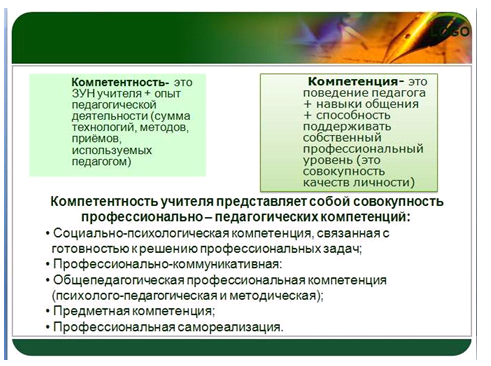 LOGO
Компетентность- это
ЗУН учителя + опыт
педагогической
деятельности (сумма
технологий, методов,
приёмов,
используемых
педагогом)
Компетенция- это
поведение педагога
+ навыки общения
+ способность
поддерживать
собственный
профессиональный
уровень (это
совокупность
качеств личности)
Компетентность учителя представляет собой совокупность
профессионально – педагогических компетенций:
• Социально-психологическая компетенция, связанная с
готовностью к решению профессиональных задач;
• Профессионально-коммуникативная:
• Общепедагогическая профессиональная компетенция
(психолого-педагогическая и методическая);
• Предметная компетенция;
• Профессиональная самореализация.